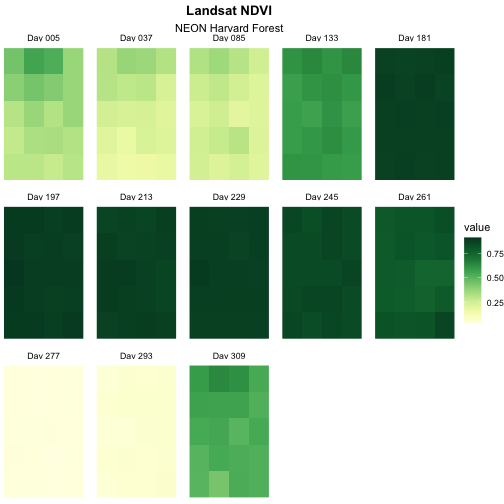 Landsat NDVI
NEON Harvard Forest
Day 005 Day 037 Day 085 Day 133 Day 181
Day 197 Day 213 Day 229 Day 245 Day 261
value
0.75
0.50
0.25
Day 277 Day 293 Day 309